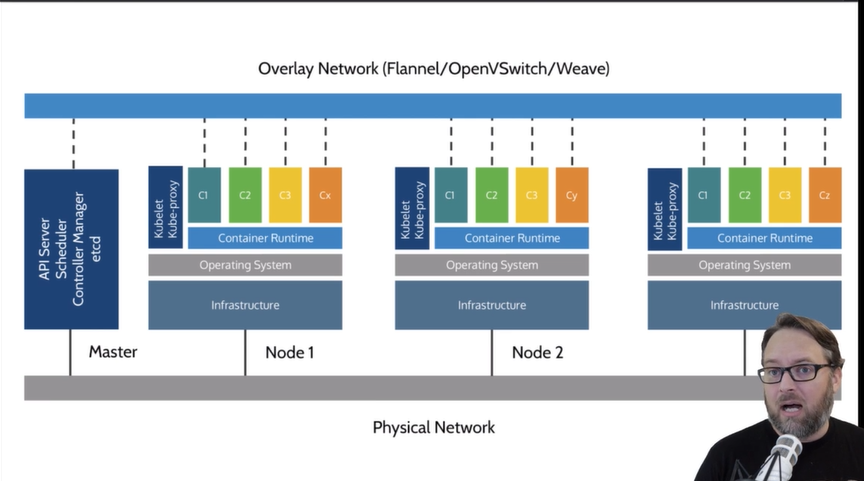 Overlay Network (Flannel/OpenVSwitch/Weave)
API Server
Scheduler
Controller Manager
etcd
Master
Kubelet
Kube-proxy
C1
C2
C3
Cx
Container Runtime
Operating System
Infrastructure
Node 1
Kubelet
Kube-proxy
C1
C2
C3
Cy
Container Runtime
Operating System
Infrastructure
Node 2
Kubelet
Kube-proxy
C1
C2
C3
Cz
Container Runtime
Operating System
Infrastructure
Physical Network